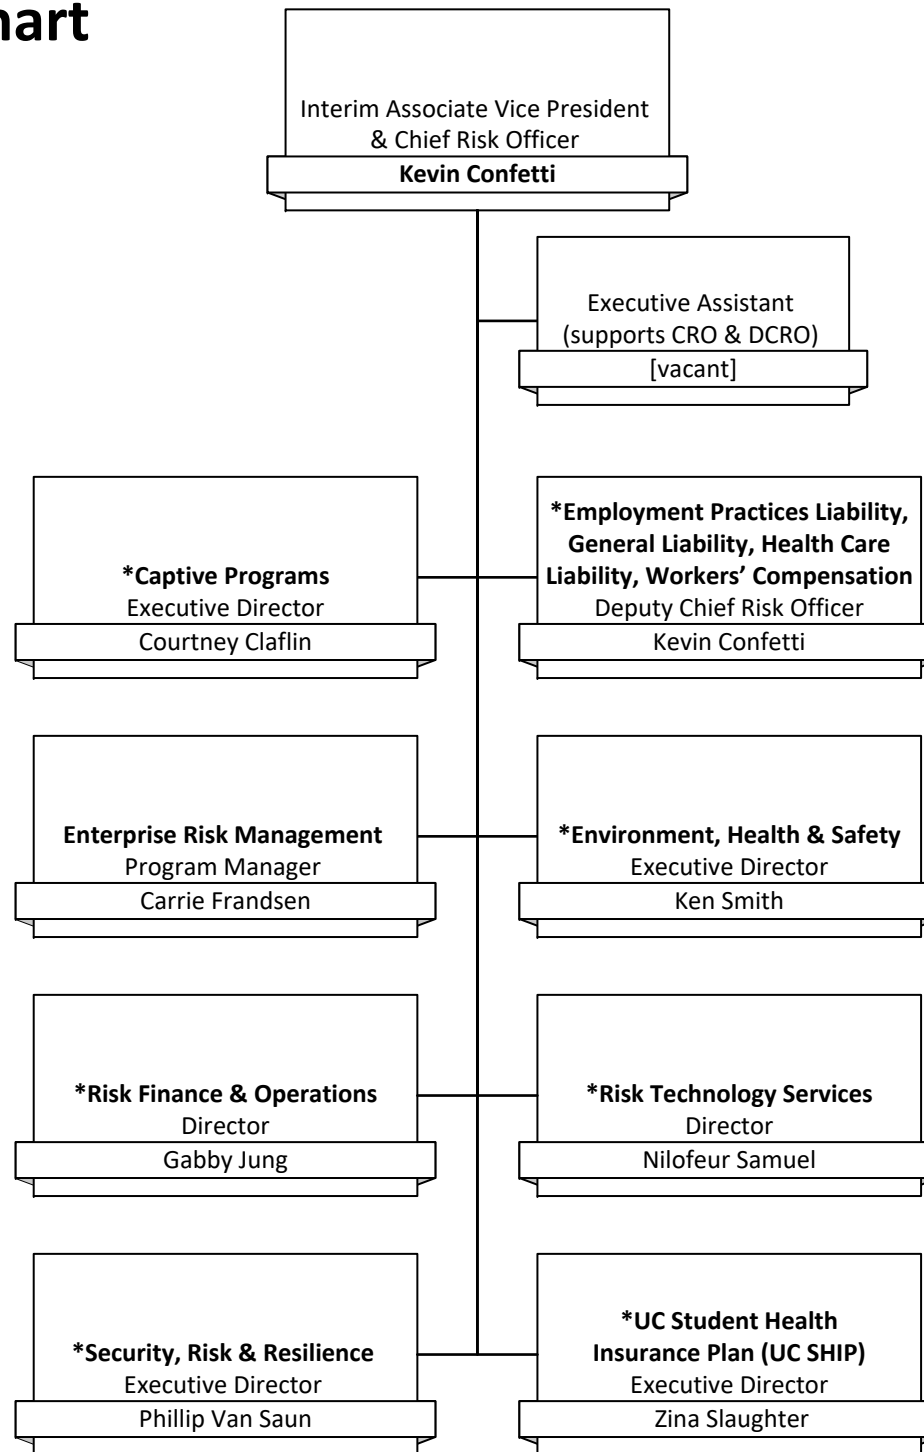 Interim Associate Vice President
& Chief Risk Officer
Kevin Confetti
Executive Assistant
(supports CRO & DCRO)
[vacant]
*Captive Programs
Executive Director
Courtney Claflin
*Employment Practices Liability,
General Liability, Health Care
Liability, Workers’ Compensation
Deputy Chief Risk Officer
Kevin Confetti
Enterprise Risk Management
Program Manager
Carrie Frandsen
*Environment, Health & Safety
Executive Director
Ken Smith
*Risk Finance & Operations
Director
Gabby Jung
*Risk Technology Services
Director
Nilofeur Samuel
*Security, Risk & Resilience
Executive Director
Phillip Van Saun
*UC Student Health
Insurance Plan (UC SHIP)
Executive Director
Zina Slaughter